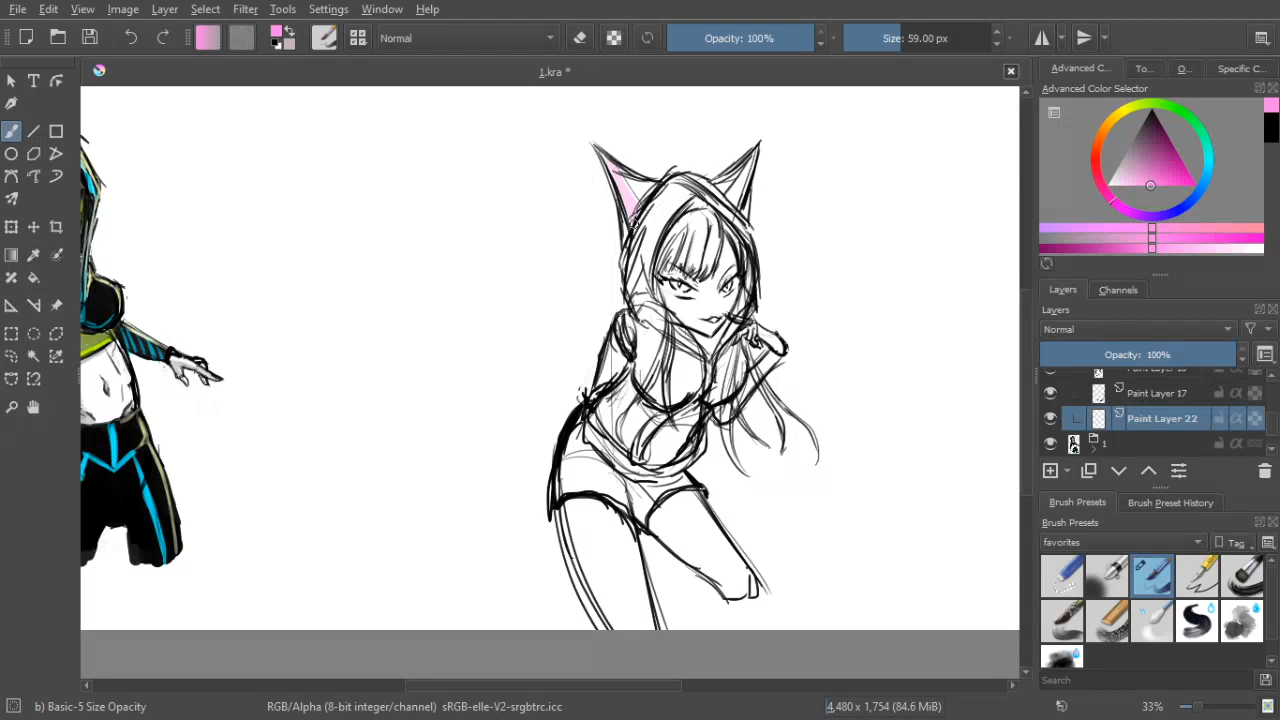 File Edit View Image Layer Select Filter Tools Settings Window Help
Normal Opacity: 100% Size: 59.00 px
1.kra *
Advanced C... To... O... Specific C...
Advanced Color Selector
Layers Channels
Layers
Normal
Opacity: 100%
Paint Layer 17
Paint Layer 22
1
Brush Presets Brush Preset History
Brush Presets
favorites Tag
Search
b) Basic-5 Size Opacity RGB/Alpha (8-bit integer/channel) sRGB-elle-V2-srgbtrc.icc 4,480 x 1,754 (84.6 MiB) 33%